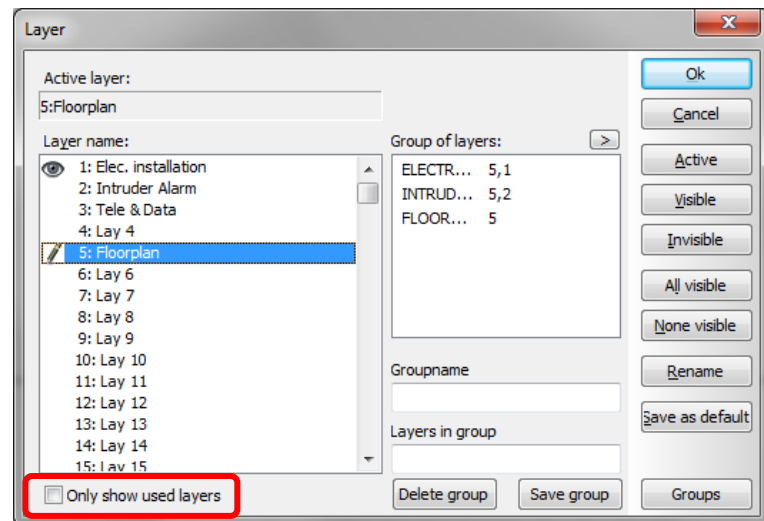 Layer
Active layer:
5:Floorplan
Layer name:
1: Elec. installation
2: Intruder Alarm
3: Tele & Data
4: Lay 4
5: Floorplan
6: Lay 6
7: Lay 7
8: Lay 8
9: Lay 9
10: Lay 10
11: Lay 11
12: Lay 12
13: Lay 13
14: Lay 14
15: Lay 15
Only show used layers
Group of layers: >
ELECTR... 5,1
INTRUD... 5,2
FLOOR... 5
Groupname
Layers in group
Delete group Save group
Ok
Cancel
Active
Visible
Invisible
All visible
None visible
Rename
Save as default
Groups